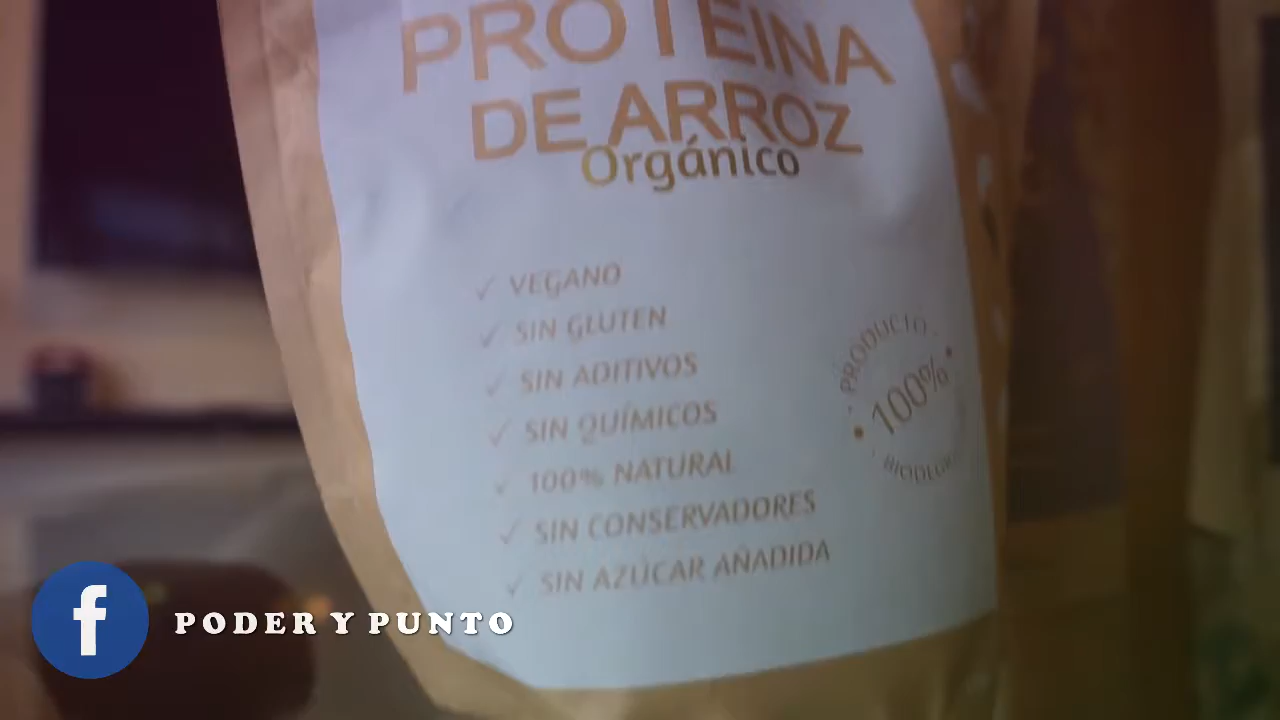 PROTEINA
DE ARROZ
Orgánico
VEGANO
SIN GLUTEN
SIN ADITIVOS
SIN QUÍMICOS
100% NATURAL
SIN CONSERVADORES
SIN AZÚCAR AÑADIDA
PRODUCTO
100%
PODER Y PUNTO